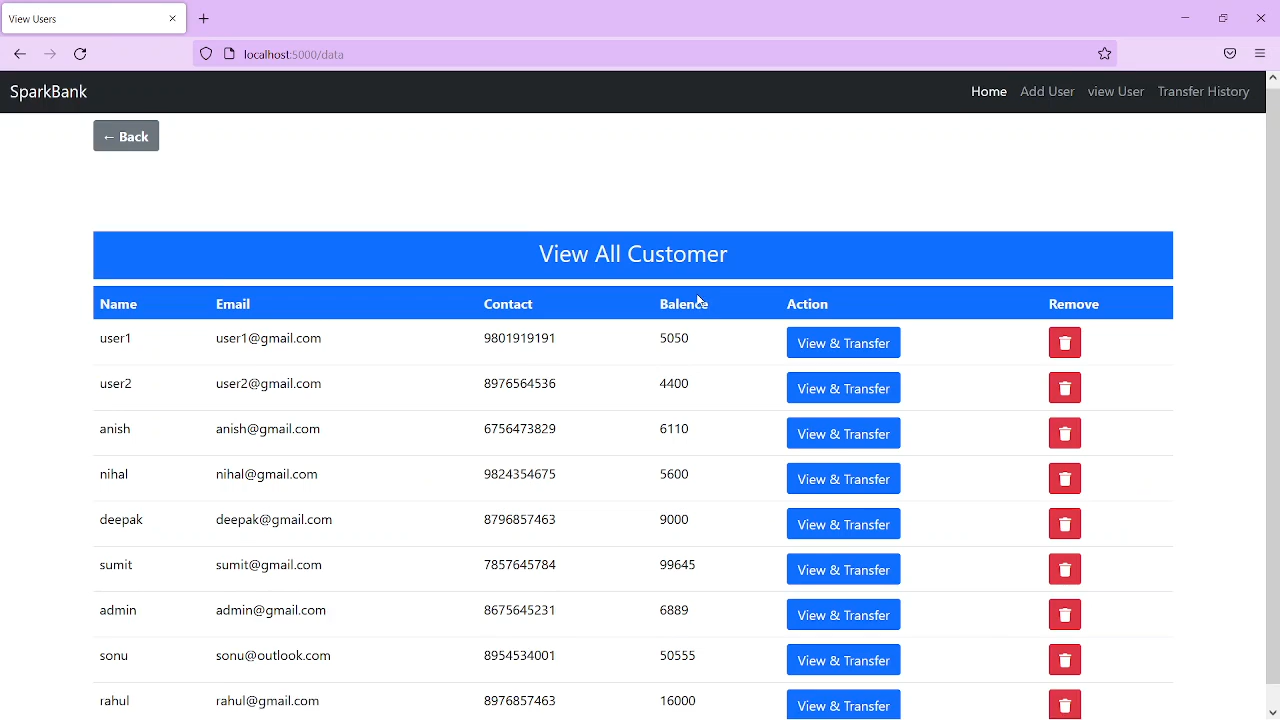 View Users
localhost:5000/data
SparkBank Home Add User view User Transfer History
← Back
View All Customer
Name Email Contact Balence Action Remove
user1 user1@gmail.com 9801919191 5050 View & Transfer
user2 user2@gmail.com 8976564536 4400 View & Transfer
anish anish@gmail.com 6756473829 6110 View & Transfer
nihal nihal@gmail.com 9824354675 5600 View & Transfer
deepak deepak@gmail.com 8796857463 9000 View & Transfer
sumit sumit@gmail.com 7857645784 99645 View & Transfer
admin admin@gmail.com 8675645231 6889 View & Transfer
sonu sonu@outlook.com 8954534001 50555 View & Transfer
rahul rahul@gmail.com 8976857463 16000 View & Transfer